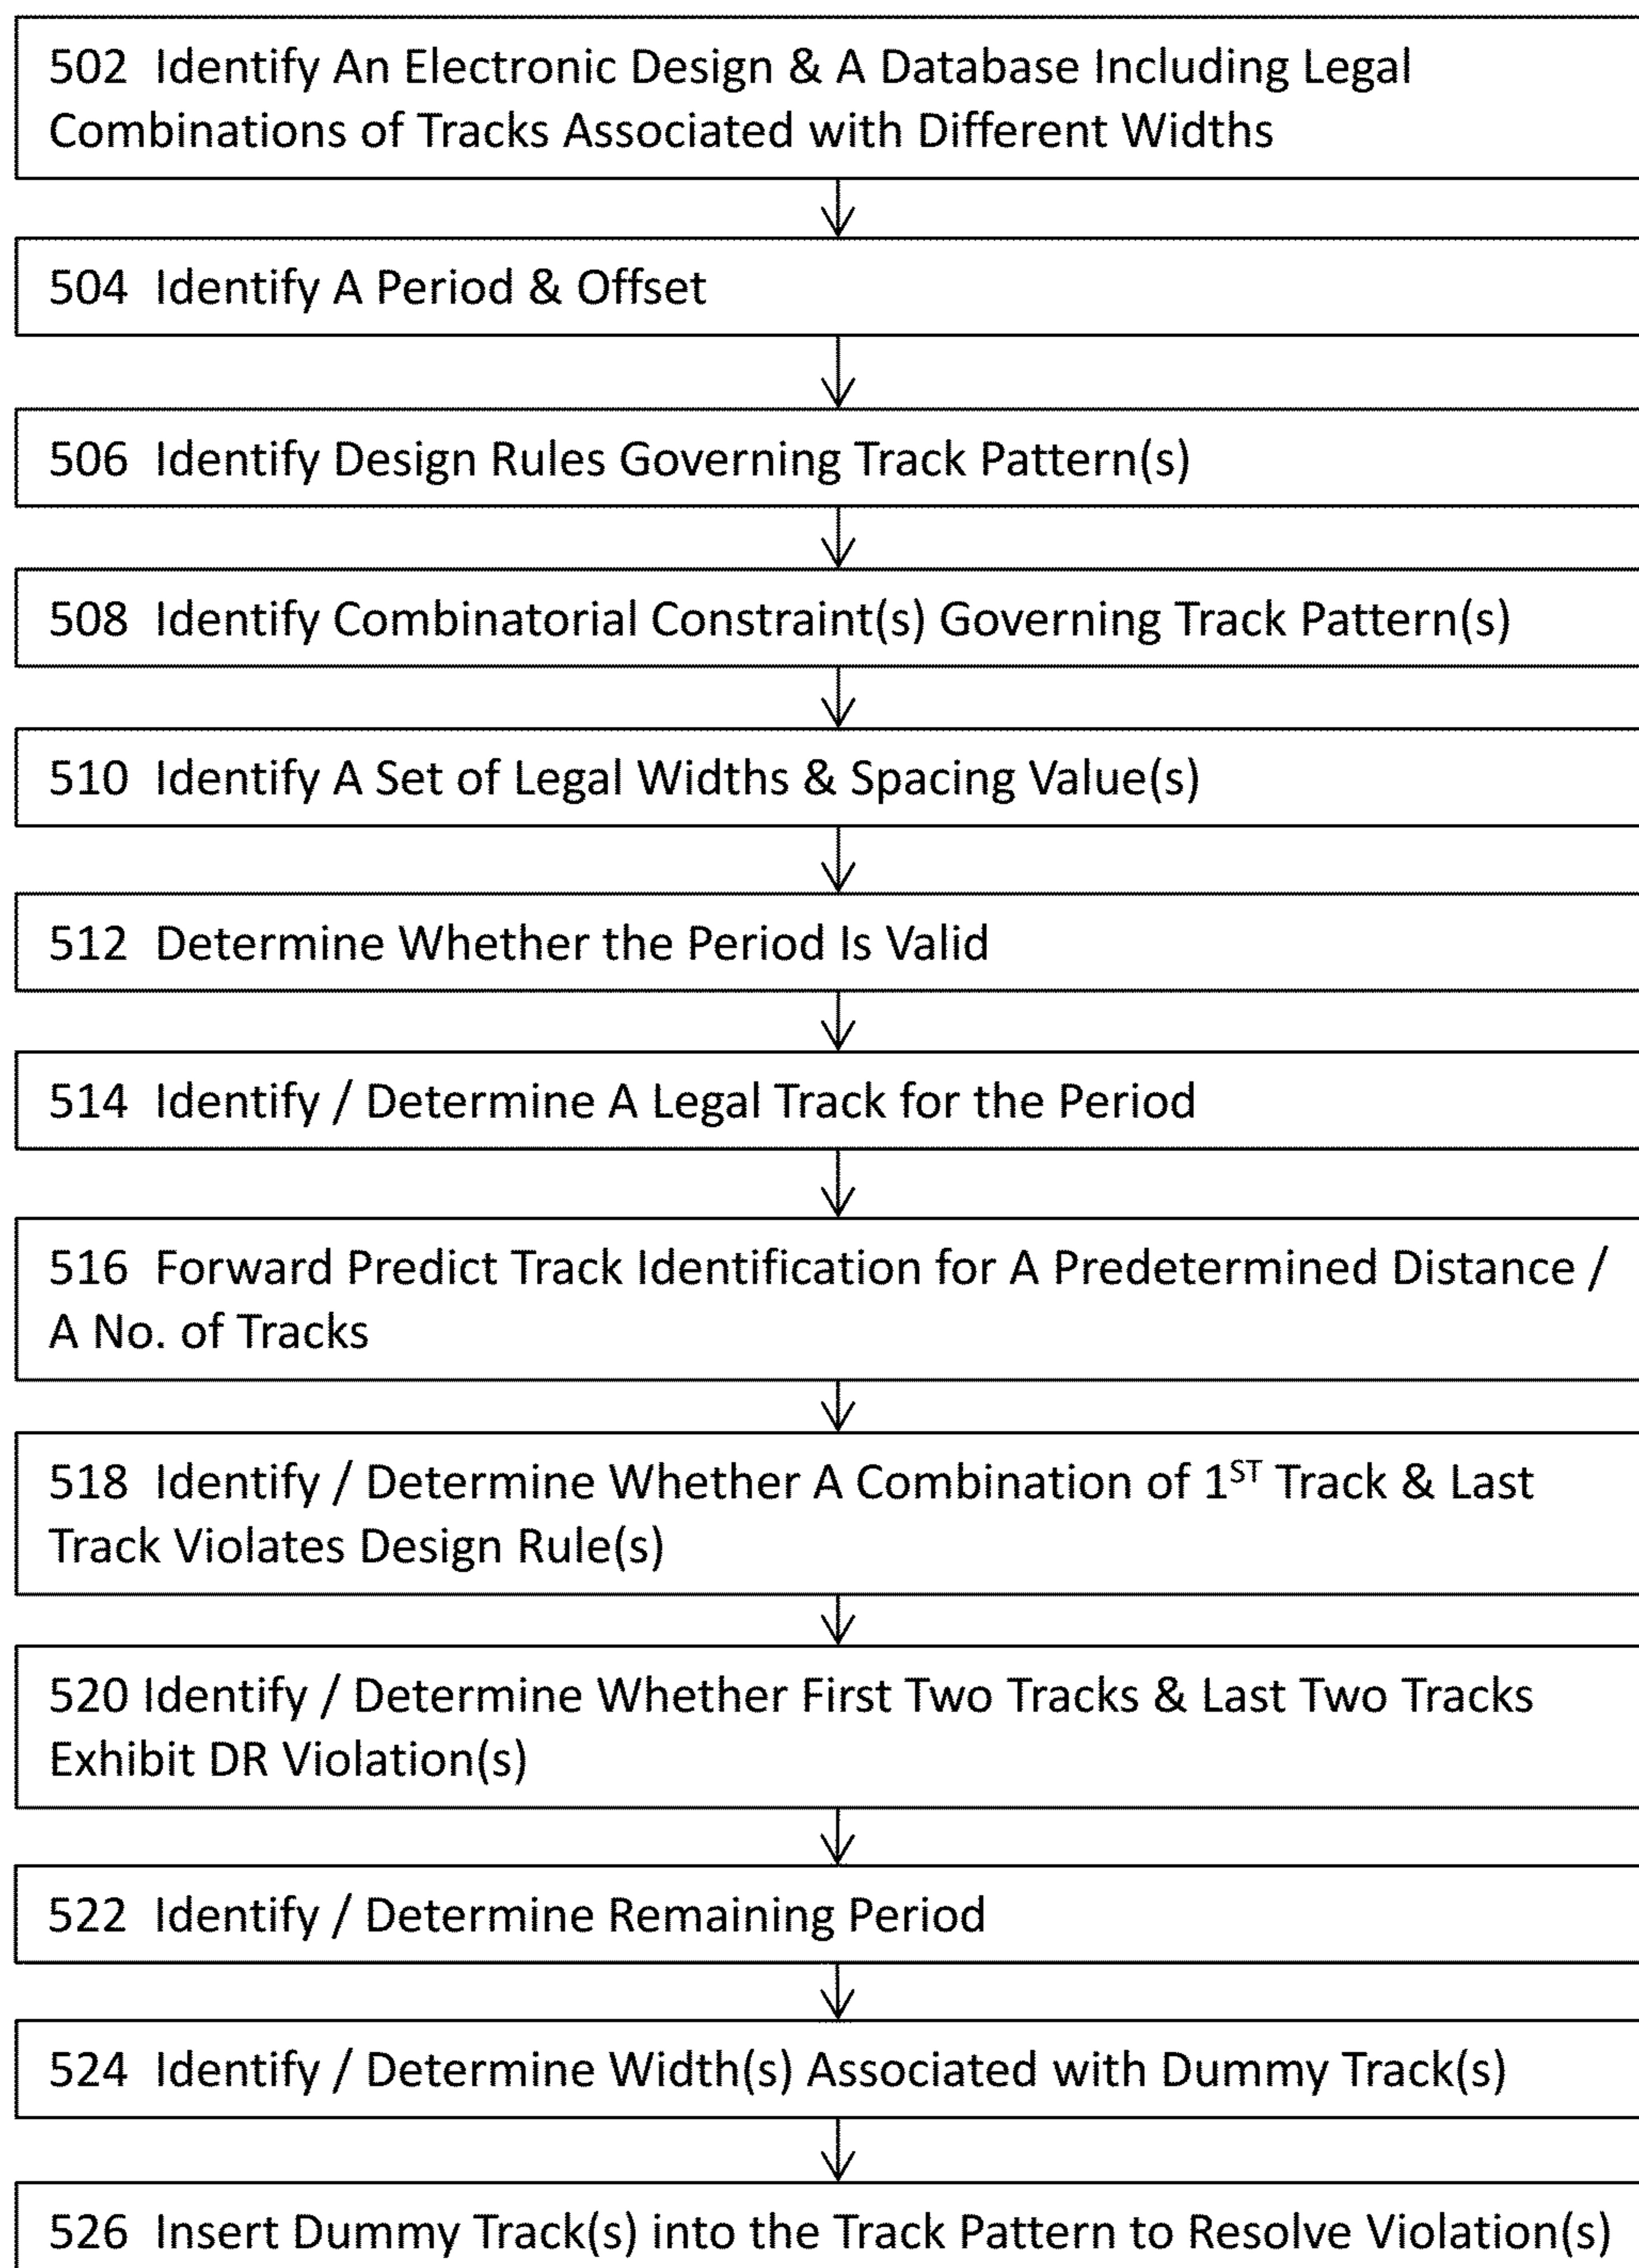 502 Identify An Electronic Design & A Database Including Legal
Combinations of Tracks Associated with Different Widths
504 Identify A Period & Offset
506 Identify Design Rules Governing Track Pattern(s)
508 Identify Combinatorial Constraint(s) Governing Track Pattern(s)
510 Identify A Set of Legal Widths & Spacing Value(s)
512 Determine Whether the Period Is Valid
514 Identify / Determine A Legal Track for the Period
516 Forward Predict Track Identification for A Predetermined Distance /
A No. of Tracks
518 Identify / Determine Whether A Combination of 1ST Track & Last
Track Violates Design Rule(s)
520 Identify / Determine Whether First Two Tracks & Last Two Tracks
Exhibit DR Violation(s)
522 Identify / Determine Remaining Period
524 Identify / Determine Width(s) Associated with Dummy Track(s)
526 Insert Dummy Track(s) into the Track Pattern to Resolve Violation(s)